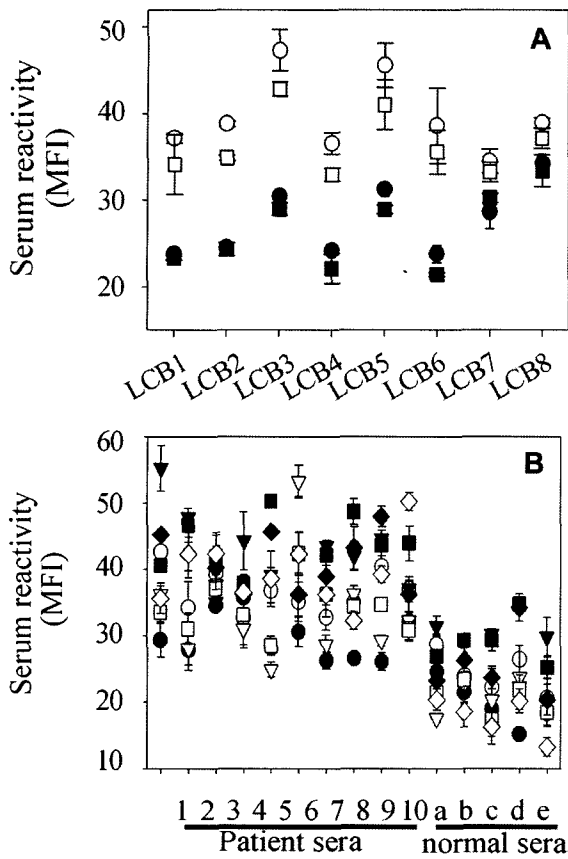 A
50
40
30
20
Serum reactivity
(MFI)
LCB1 LCB2 LCB3 LCB4 LCB5 LCB6 LCB7 LCB8
B
60
50
40
30
20
10
Serum reactivity
(MFI)
1 2 3 4 5 6 7 8 9 10 a b c d e
Patient sera normal sera